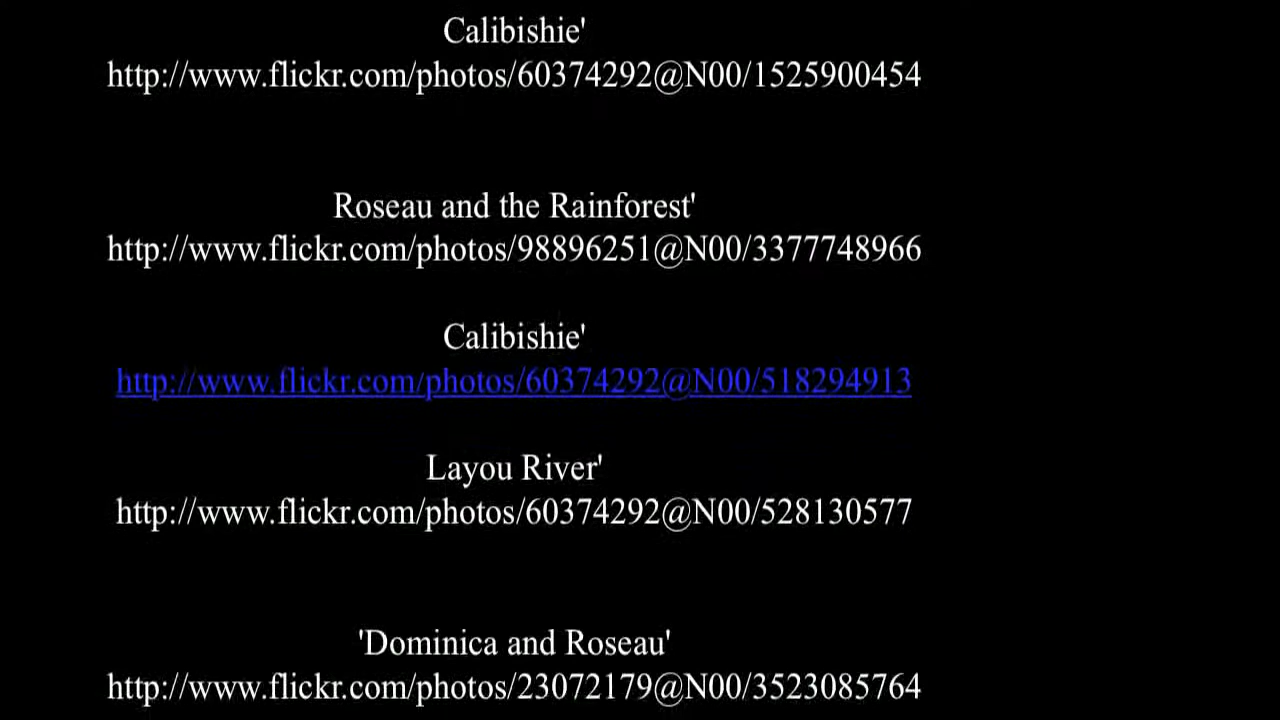 Calibishie'
http://www.flickr.com/photos/60374292@N00/1525900454
Roseau and the Rainforest'
http://www.flickr.com/photos/98896251@N00/3377748966
Calibishie'
http://www.flickr.com/photos/60374292@N00/518294913
Layou River'
http://www.flickr.com/photos/60374292@N00/528130577
'Dominica and Roseau'
http://www.flickr.com/photos/23072179@N00/3523085764